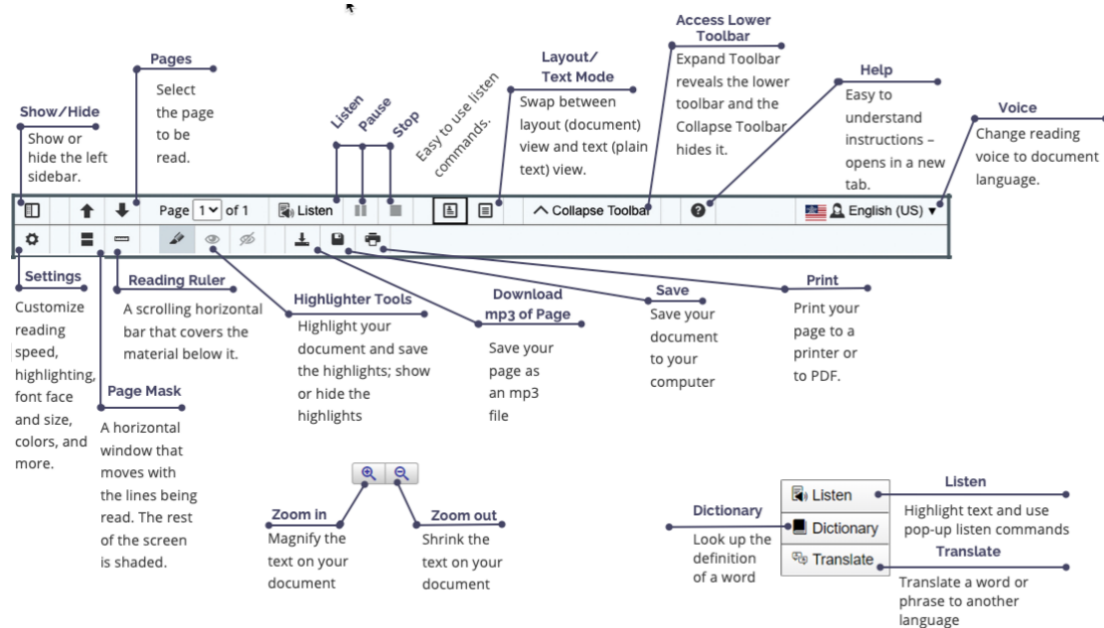 Access Lower
Toolbar
Expand Toolbar
reveals the lower
toolbar and the
Collapse Toolbar
hides it.
Pages
Select
the page
to be
read.
Layout/
Text Mode
Swap between
layout (document)
view and text (plain
text) view.
Help
Easy to
understand
instructions –
opens in a new
tab.
Show/Hide
Show or
hide the left
sidebar.
Listen
Pause
Stop
Easy to use listen
commands.
Voice
Change reading
voice to document
language.
Page 1 of 1 Listen Collapse Toolbar English (US)
Settings
Customize
reading
speed,
highlighting,
font face
and size,
colors, and
more.
Reading Ruler
A scrolling horizontal
bar that covers the
material below it.
Page Mask
A horizontal
window that
moves with
the lines being
read. The rest
of the screen
is shaded.
Highlighter Tools
Highlight your
document and save
the highlights; show
or hide the
highlights
Download
mp3 of Page
Save your
page as
an mp3
file
Save
Save your
document
to your
computer
Print
Print your
page to a
printer or
to PDF.
Zoom in
Magnify the
text on your
document
Zoom out
Shrink the
text on your
document
Dictionary
Look up the
definition
of a word
Listen
Dictionary
Translate
Listen
Highlight text and use
pop-up listen commands
Translate
Translate a word or
phrase to another
language